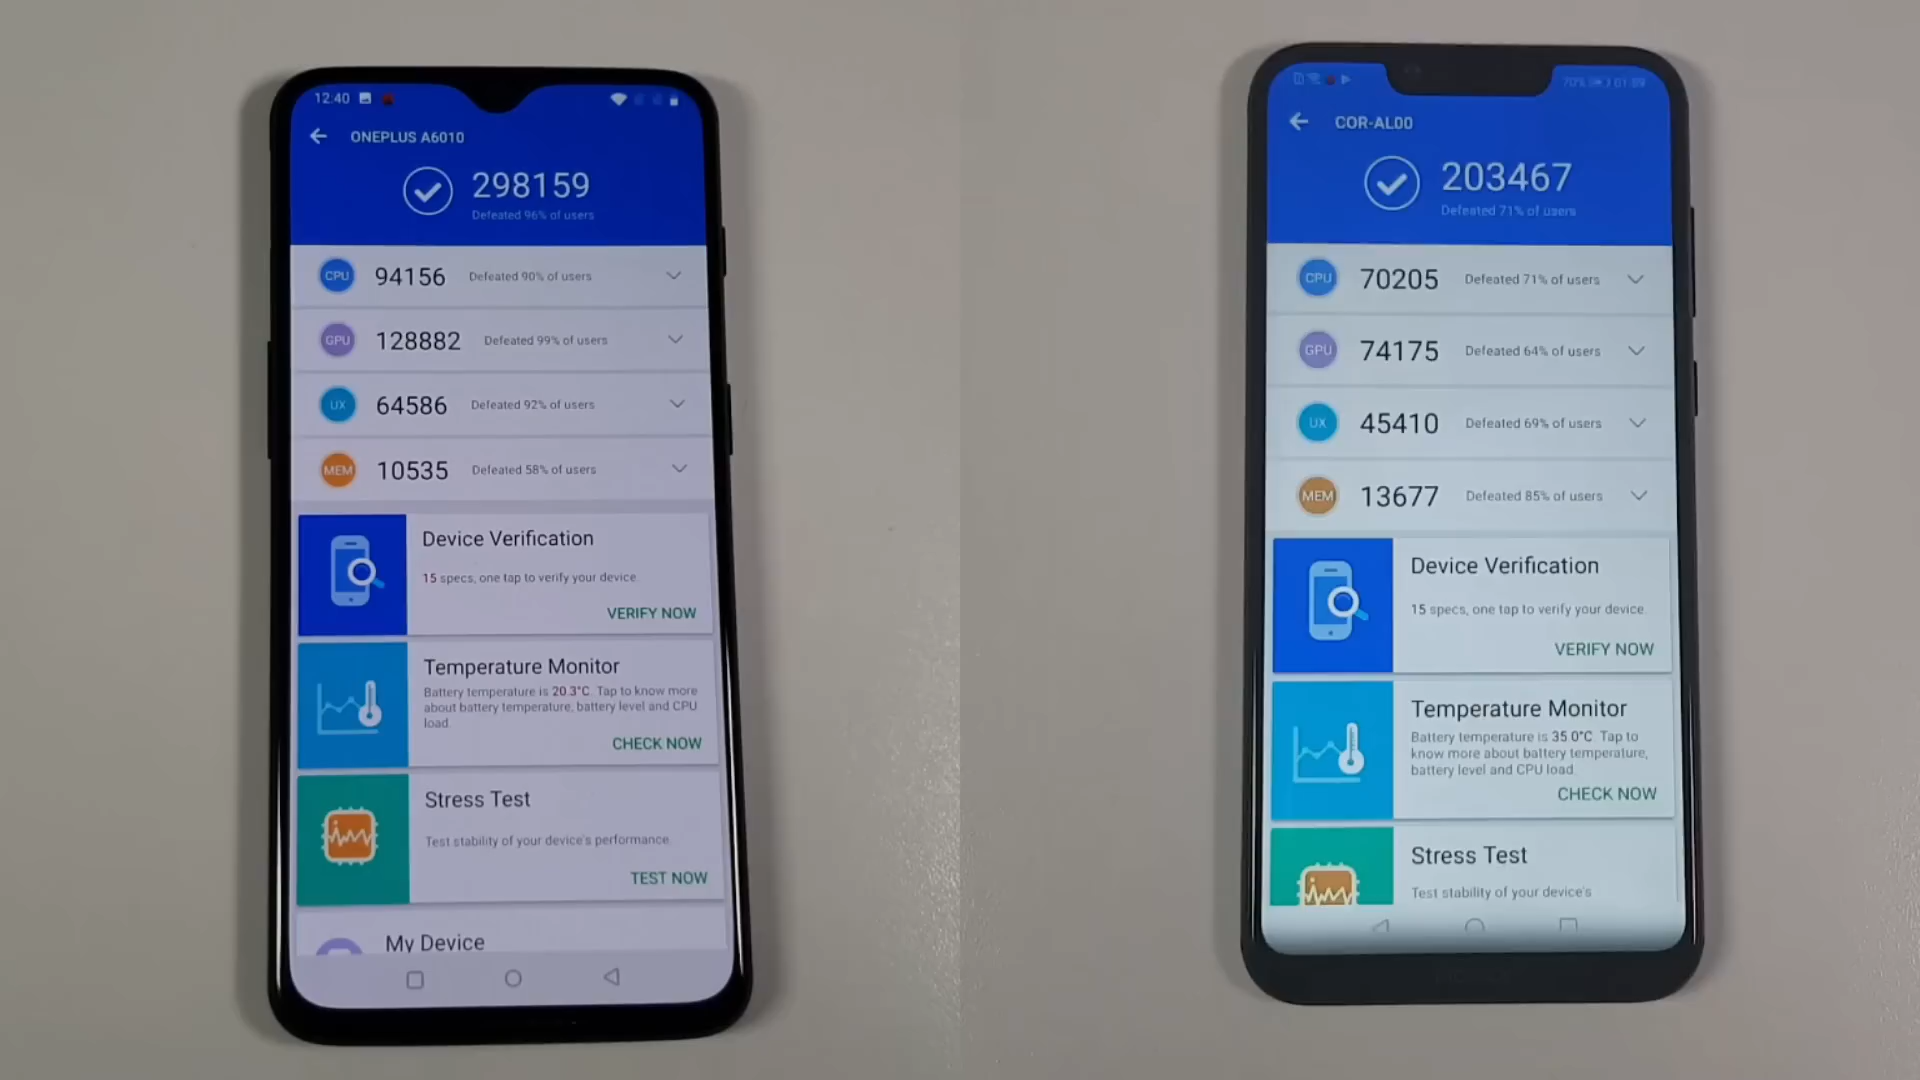 12:40
ONEPLUS A6010
298159
Defeated 96% of users
CPU 94156 Defeated 90% of users
GPU 128882 Defeated 99% of users
UX 64586 Defeated 92% of users
MEM 10535 Defeated 58% of users
Device Verification
15 specs, one tap to verify your device.
VERIFY NOW
Temperature Monitor
Battery temperature is 20.3°C. Tap to know more
about battery temperature, battery level and CPU
load.
CHECK NOW
Stress Test
Test stability of your device's performance
TEST NOW
My Device
70% 01:59
COR-AL00
203467
Defeated 71% of users
CPU 70205 Defeated 71% of users
GPU 74175 Defeated 64% of users
UX 45410 Defeated 69% of users
MEM 13677 Defeated 85% of users
Device Verification
15 specs, one tap to verify your device.
VERIFY NOW
Temperature Monitor
Battery temperature is 35.0°C. Tap to
know more about battery temperature,
battery level and CPU load.
CHECK NOW
Stress Test
Test stability of your device's